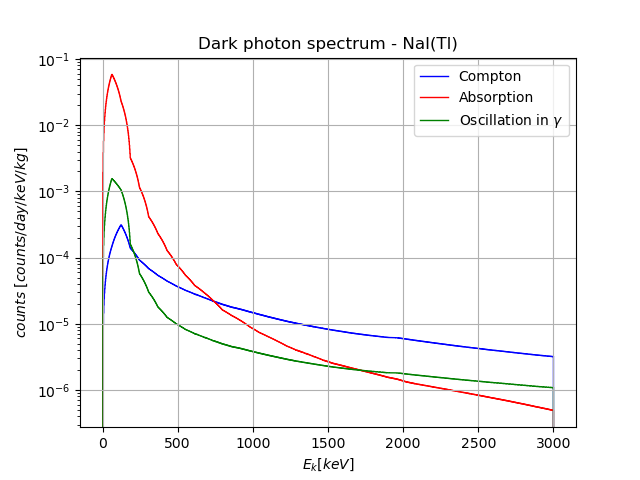 Dark photon spectrum - NaI(Tl)
Compton
Absorption
Oscillation in γ
10⁻¹
10⁻²
10⁻³
10⁻⁴
10⁻⁵
10⁻⁶
counts [counts/day/keV/kg]
0 500 1000 1500 2000 2500 3000
Eₖ[keV]